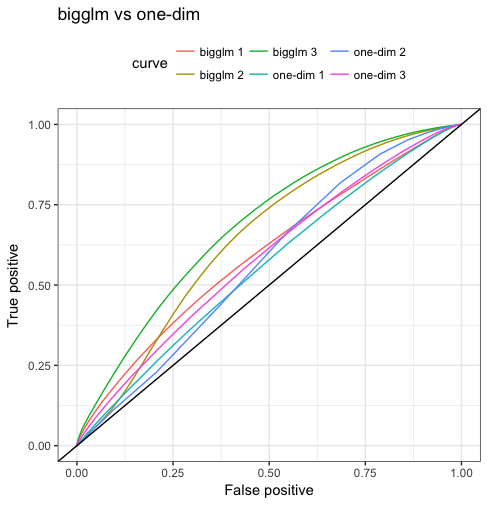 bigglm vs one-dim
curve
bigglm 1 bigglm 3 one-dim 2
bigglm 2 one-dim 1 one-dim 3
1.00
0.75
0.50
0.25
0.00
True positive
0.00 0.25 0.50 0.75 1.00
False positive